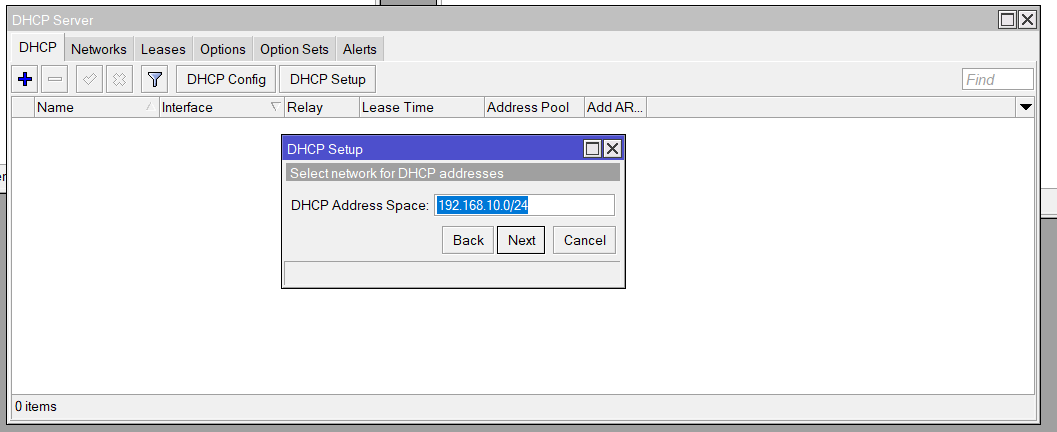 DHCP Server
DHCP Networks Leases Options Option Sets Alerts
DHCP Config DHCP Setup Find
Name Interface Relay Lease Time Address Pool Add AR...
DHCP Setup
Select network for DHCP addresses
DHCP Address Space: 192.168.10.0/24
Back Next Cancel
0 items